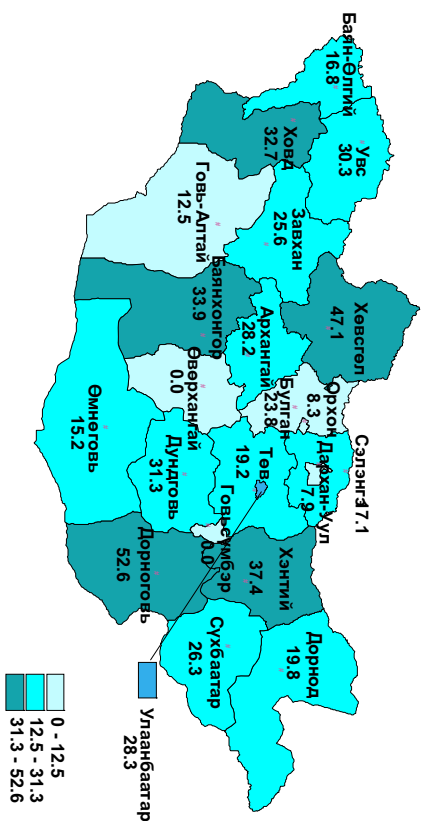 Баян-Өлгий
16.8
Увс
30.3
Ховд
32.7
Завхан
25.6
Говь-Алтай
12.5
Хөвсгөл
47.1
Баянхонгор
33.9
Архангай
28.2
Өвөрхангай
0.0
Булган
23.8
Орхон
8.3
Сэлэнгэ 17.1
Дархан-Уул
7.9
Төв
19.2
Өмнөговь
15.2
Дундговь
31.3
Говьсүмбэр
0.0
Дорноговь
52.6
Хэнтий
37.4
Сүхбаатар
26.3
Дорнод
19.8
Улаанбаатар
28.3
0 - 12.5
12.5 - 31.3
31.3 - 52.6